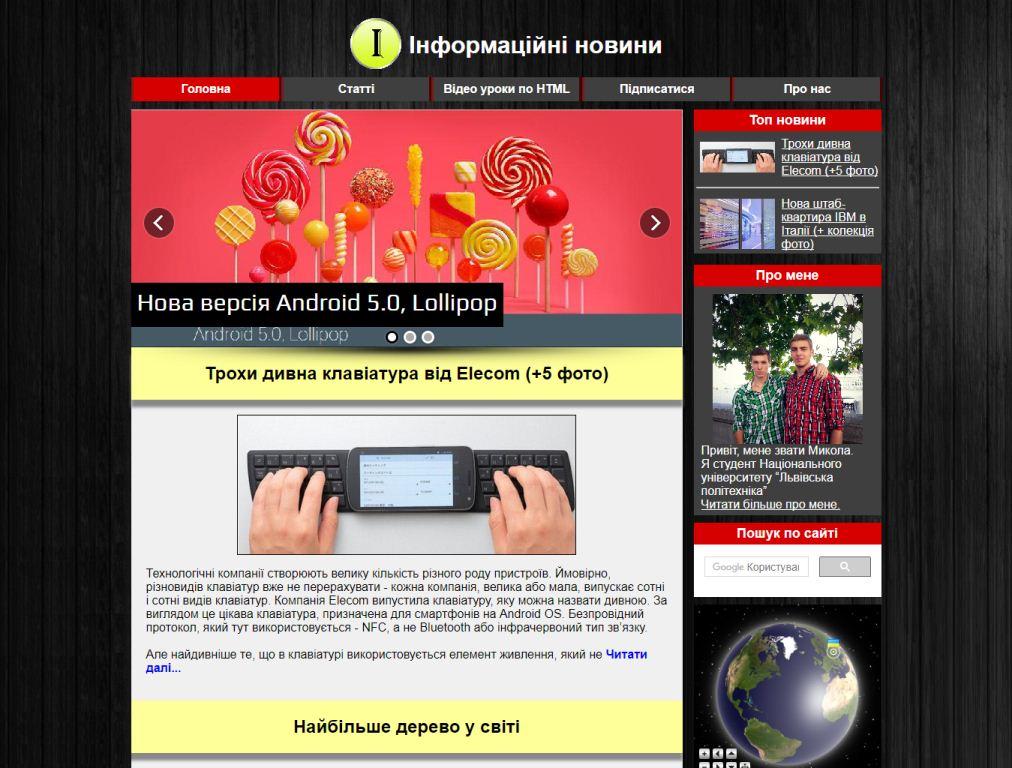 I Інформаційні новини
Головна Статті Відео уроки по HTML Підписатися Про нас
Нова версія Android 5.0, Lollipop
Android 5.0, Lollipop
Трохи дивна клавіатура від Elecom (+5 фото)
Технологічні компанії створюють велику кількість різного роду пристроїв. Ймовірно,
різновидів клавіатур вже не перерахувати - кожна компанія, велика або мала, випускає сотні
і сотні видів клавіатур. Компанія Elecom випустила клавіатуру, яку можна назвати дивною. За
виглядом це цікава клавіатура, призначена для смартфонів на Android OS. Безпровідний
протокол, який тут використовується - NFC, а не Bluetooth або інфрачервоний тип зв’язку.
Але найдивніше те, що в клавіатурі використовується елемент живлення, який не Читати
далі...
Найбільше дерево у світі
Топ новини
Трохи дивна
клавіатура від
Elecom (+5 фото)
Нова штаб-
квартира IBM в
Італії (+ колекція
фото)
Про мене
Привіт, мене звати Микола.
Я студент Національного
університету “Львівська
політехніка”
Читати більше про мене.
Пошук по сайті
Google Користува